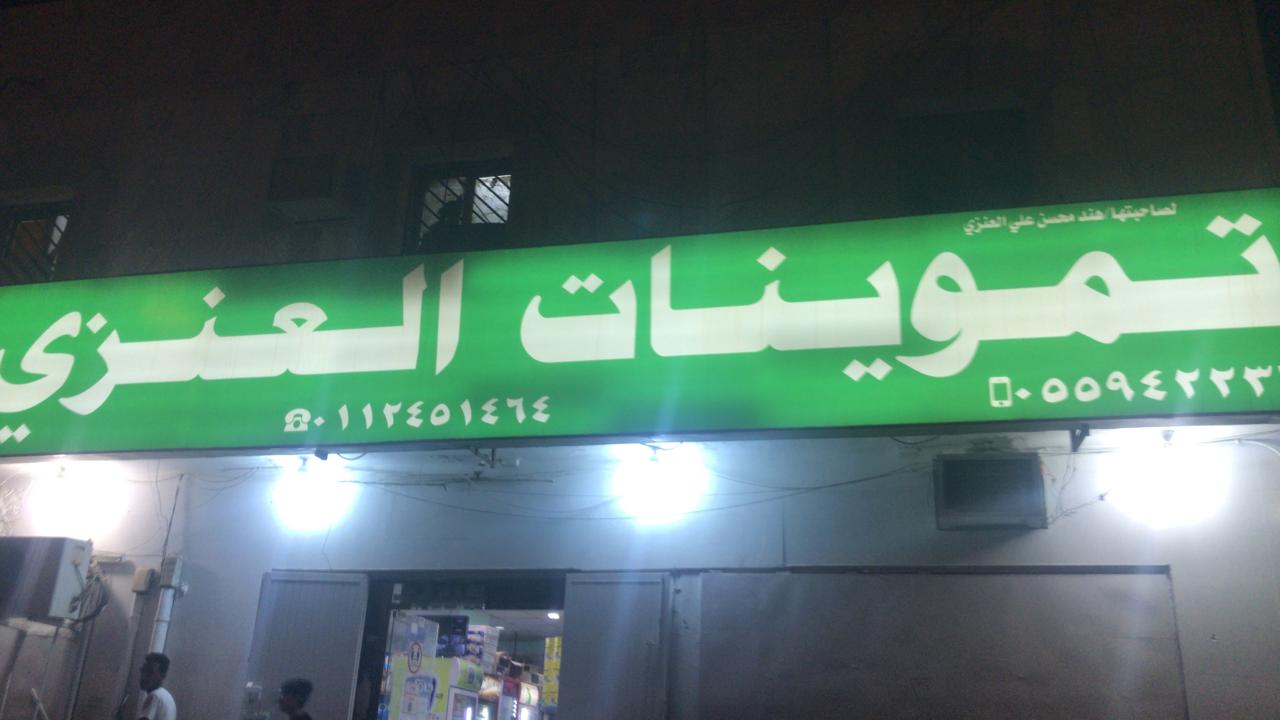 لصاحبتها/هند محسن علي العنزي
تموينات العنزي
٠٥٥٩٤٢٢٣
٠١١٢٤٥١٤٦٤